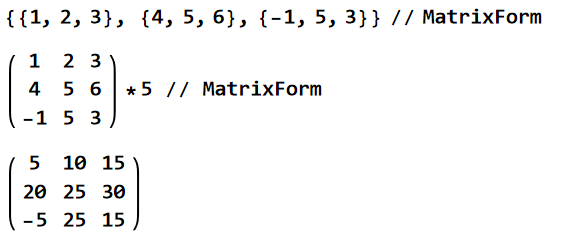 {{1, 2, 3}, {4, 5, 6}, {-1, 5, 3}} // MatrixForm
1 2 3
4 5 6 * 5 // MatrixForm
-1 5 3
5 10 15
20 25 30
-5 25 15